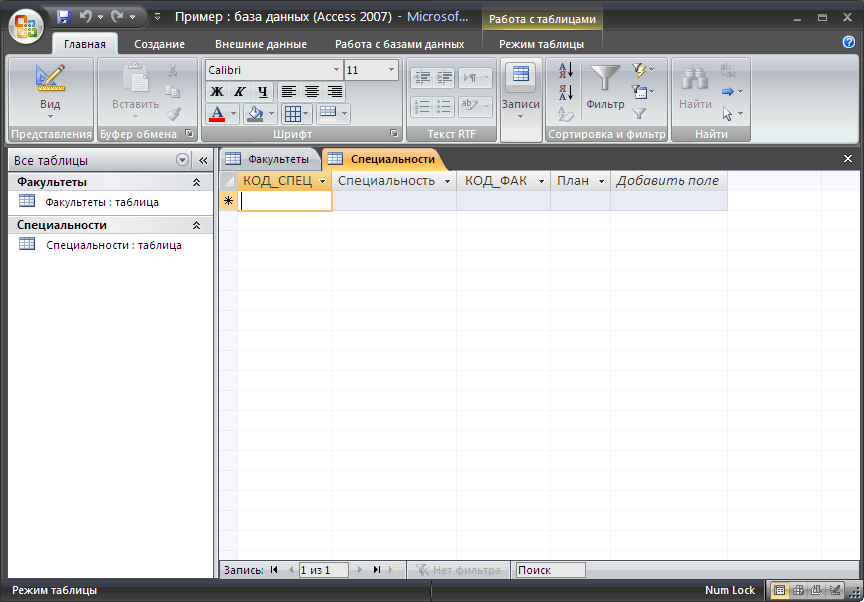 Пример : база данных (Access 2007) - Microsof...
Работа с таблицами
Главная Создание Внешние данные Работа с базами данных Режим таблицы
Calibri 11
Ж К Ч
Вид Вставить Записи Фильтр Найти
Представления Буфер обмена Шрифт Текст RTF Сортировка и фильтр Найти
Все таблицы
Факультеты
Факультеты : таблица
Специальности
Специальности : таблица
Факультеты Специальности
КОД_СПЕЦ Специальность КОД_ФАК План Добавить поле
Запись: 1 из 1 Нет фильтра Поиск
Режим таблицы Num Lock